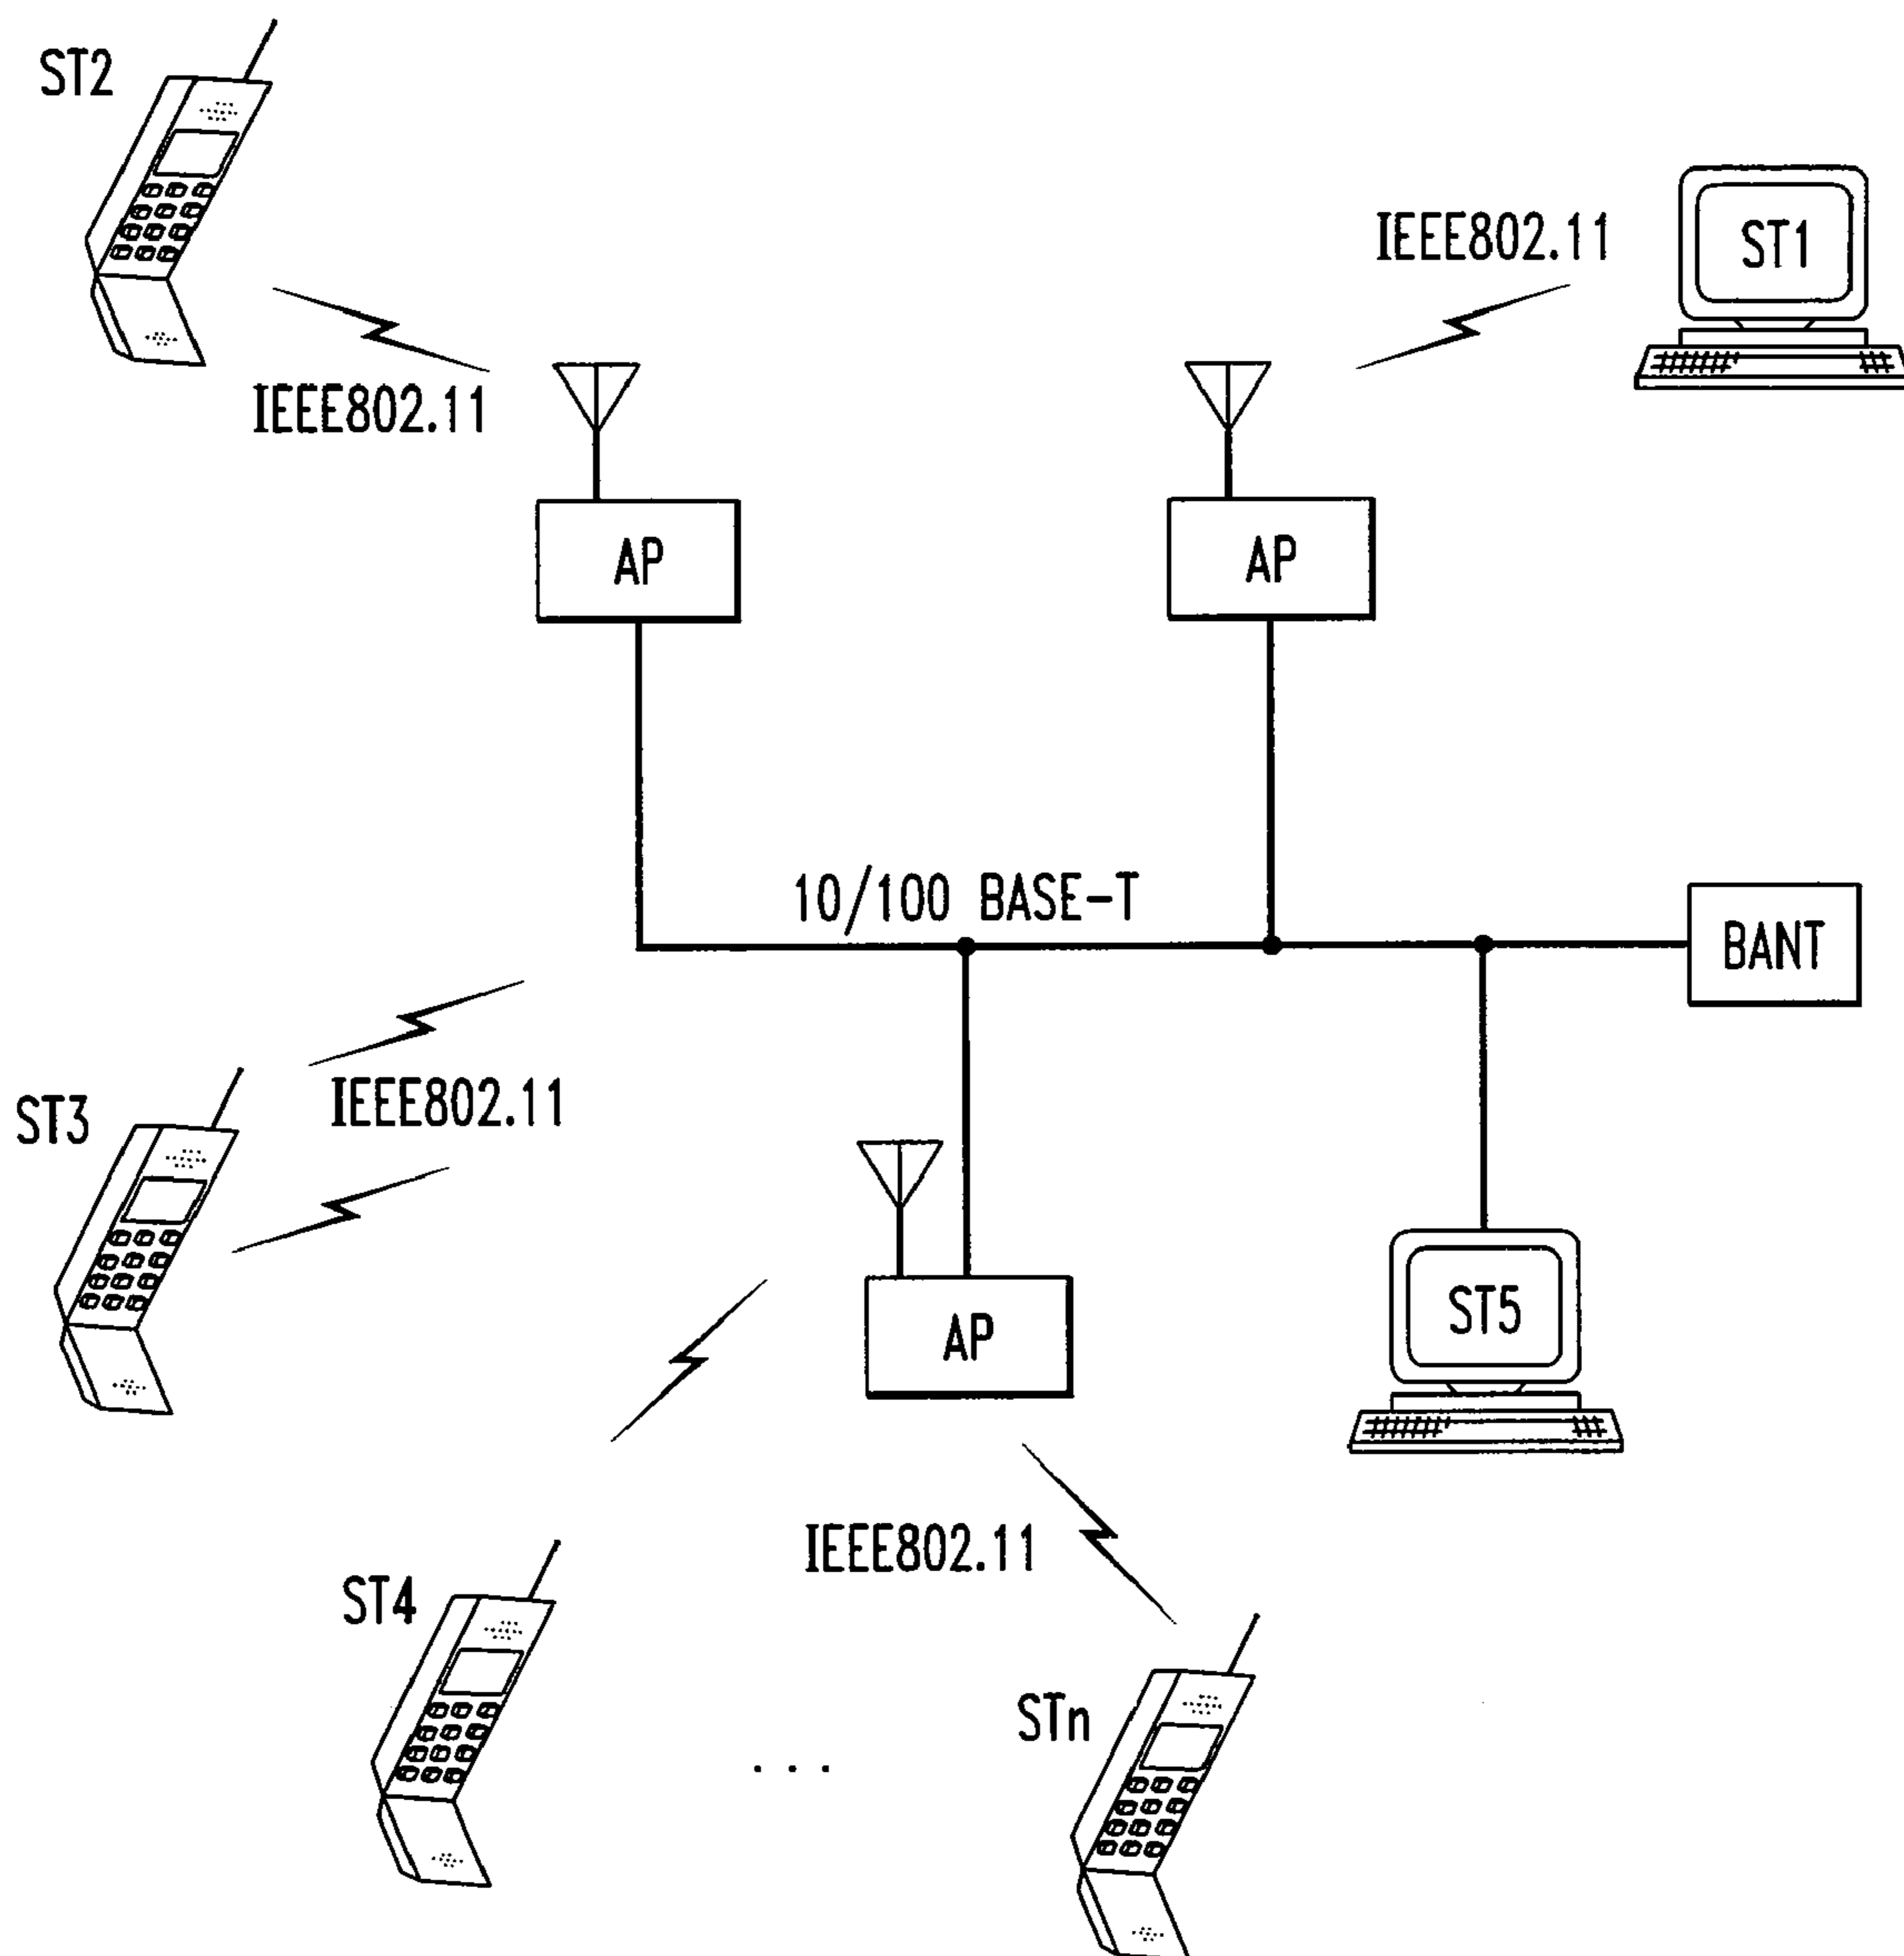 ST2
IEEE802.11
ST1
IEEE802.11
AP
AP
10/100 BASE-T
BANT
ST3
IEEE802.11
AP
ST5
IEEE802.11
ST4
...
STn